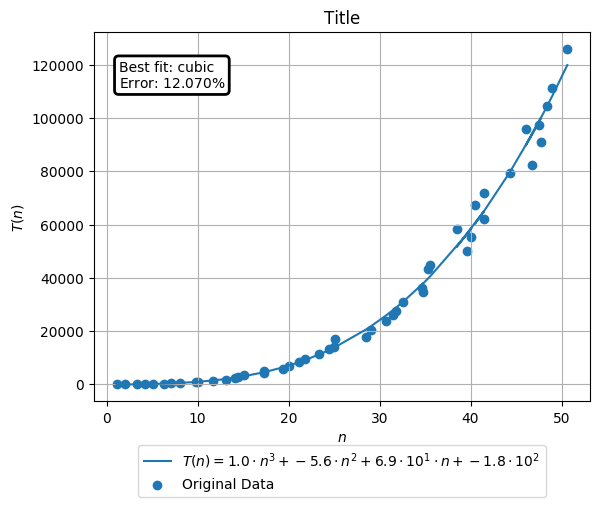 Title
Best fit: cubic
Error: 12.070%
120000
100000
80000
60000
40000
20000
0
T(n)
0 10 20 30 40 50
n
T(n) = 1.0 · n³ + −5.6 · n² + 6.9 · 10¹ · n + −1.8 · 10²
Original Data